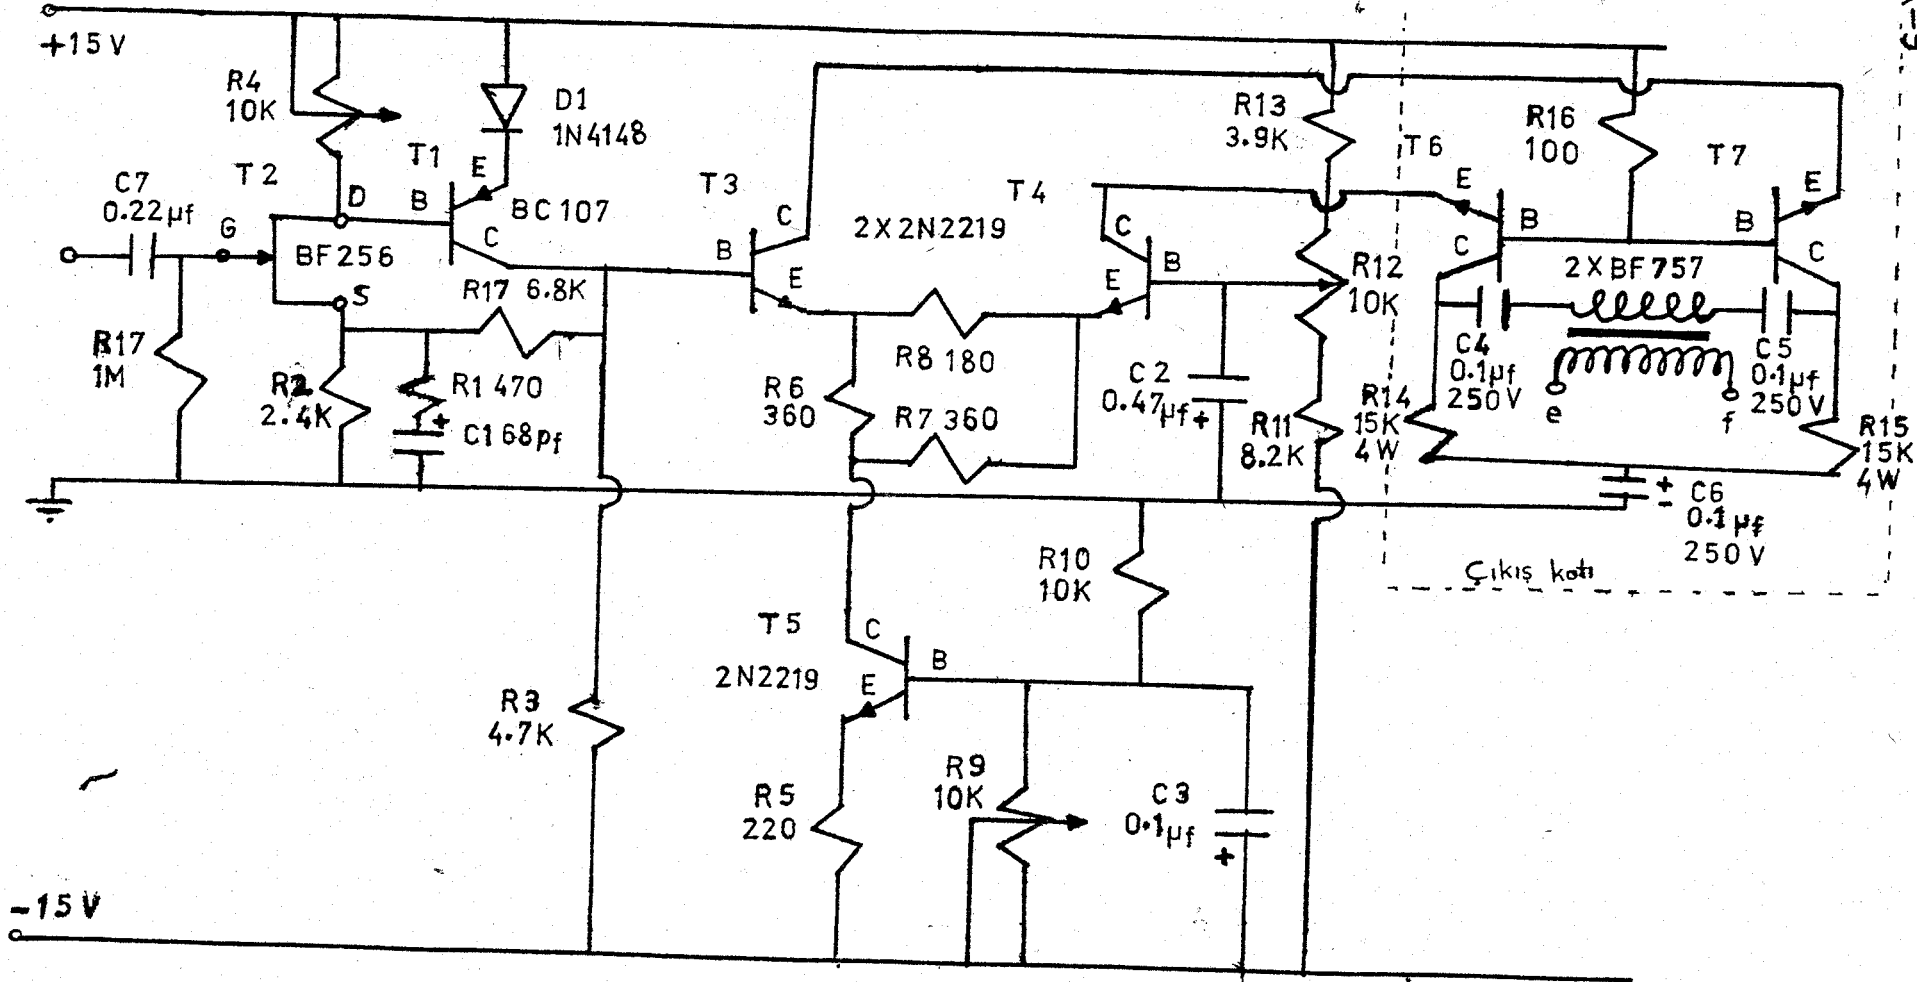 +15V
R4
10K
D1
1N4148
T1
E
B
BC107
C
T2
C7
0.22µf
G
D
BF256
S
R17 6.8K
R17
1M
R2
2.4K
R1 470
+
C1 68pf
T3
C
B
E
2X2N2219
T4
C
B
E
R8 180
R6
360
R7 360
C2
0.47µf
+
R13
3.9K
R12
10K
R11
8.2K
T6
E
B
C
R16
100
T7
E
B
C
2XBF757
C4
0.1µf
250V
C5
0.1µf
250V
e
f
R14
15K
4W
R15
15K
4W
+
-
C6
0.1µf
250V
Çıkış katı
R10
10K
T5
2N2219
C
B
E
R3
4.7K
R5
220
R9
10K
C3
0.1µf
+
-15V